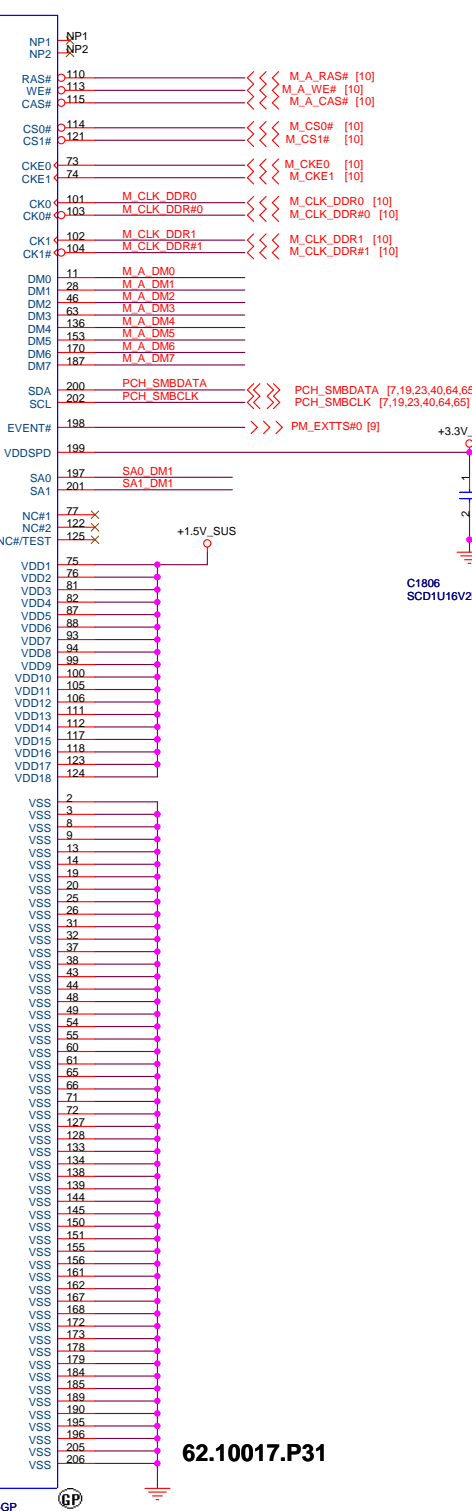 NP1 NP1
NP2 NP2
RAS# 110 M_A_RAS# [10]
WE# 113 M_A_WE# [10]
CAS# 115 M_A_CAS# [10]
CS0# 114 M_CS0# [10]
CS1# 121 M_CS1# [10]
CKE0 73 M_CKE0 [10]
CKE1 74 M_CKE1 [10]
CK0 101 M_CLK_DDR0 M_CLK_DDR0 [10]
CK0# 103 M_CLK_DDR#0 M_CLK_DDR#0 [10]
CK1 102 M_CLK_DDR1 M_CLK_DDR1 [10]
CK1# 104 M_CLK_DDR#1 M_CLK_DDR#1 [10]
DM0 11 M_A_DM0
DM1 28 M_A_DM1
DM2 46 M_A_DM2
DM3 63 M_A_DM3
DM4 136 M_A_DM4
DM5 153 M_A_DM5
DM6 170 M_A_DM6
DM7 187 M_A_DM7
SDA 200 PCH_SMBDATA PCH_SMBDATA [7,19,23,40,64,65
SCL 202 PCH_SMBCLK PCH_SMBCLK [7,19,23,40,64,65]
EVENT# 198 PM_EXTTS#0 [9]
VDDSPD 199 +3.3V_
SA0 197 SA0_DM1
SA1 201 SA1_DM1
1
2
NC#1 77
NC#2 122
NC#/TEST 125
+1.5V_SUS
C1806
SCD1U16V2
VDD1 75
VDD2 76
VDD3 81
VDD4 82
VDD5 87
VDD6 88
VDD7 93
VDD8 94
VDD9 99
VDD10 100
VDD11 105
VDD12 106
VDD13 111
VDD14 112
VDD15 117
VDD16 118
VDD17 123
VDD18 124
VSS 2
VSS 3
VSS 8
VSS 9
VSS 13
VSS 14
VSS 19
VSS 20
VSS 25
VSS 26
VSS 31
VSS 32
VSS 37
VSS 38
VSS 43
VSS 44
VSS 48
VSS 49
VSS 54
VSS 55
VSS 60
VSS 61
VSS 65
VSS 66
VSS 71
VSS 72
VSS 127
VSS 128
VSS 133
VSS 134
VSS 138
VSS 139
VSS 144
VSS 145
VSS 150
VSS 151
VSS 155
VSS 156
VSS 161
VSS 162
VSS 167
VSS 168
VSS 172
VSS 173
VSS 178
VSS 179
VSS 184
VSS 185
VSS 189
VSS 190
VSS 195
VSS 196
VSS 205
VSS 206
62.10017.P31
GP
GP